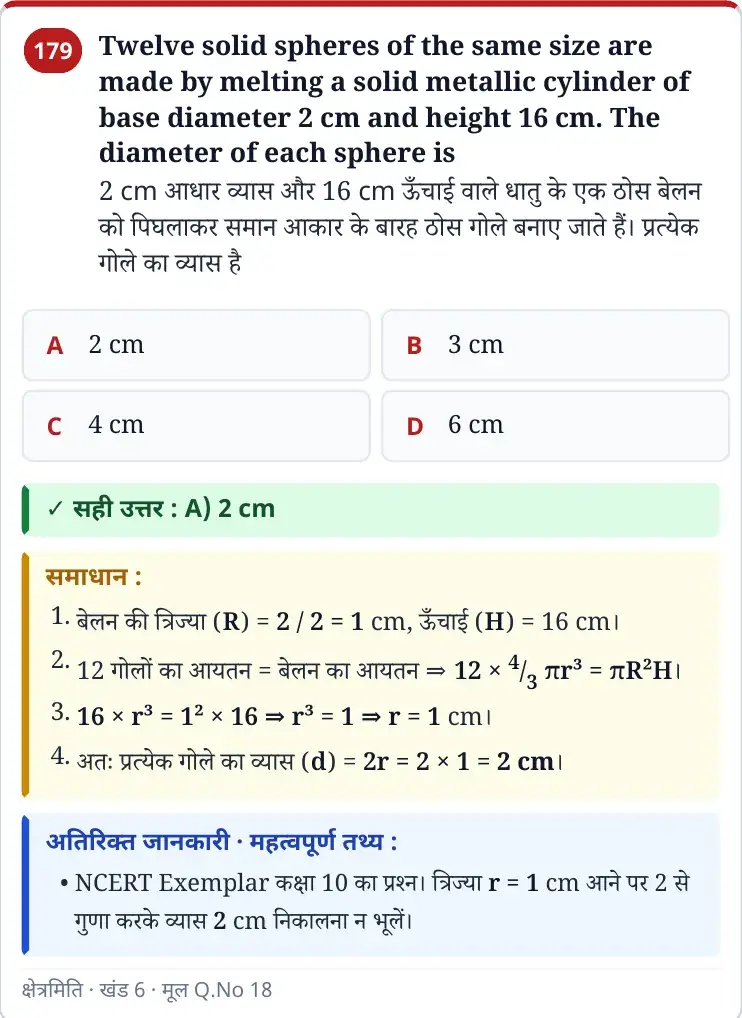 179 Twelve solid spheres of the same size are
made by melting a solid metallic cylinder of
base diameter 2 cm and height 16 cm. The
diameter of each sphere is
2 cm आधार व्यास और 16 cm ऊँचाई वाले धातु के एक ठोस बेलन
को पिघलाकर समान आकार के बारह ठोस गोले बनाए जाते हैं। प्रत्येक
गोले का व्यास है
A 2 cm
B 3 cm
C 4 cm
D 6 cm
✓ सही उत्तर : A) 2 cm
समाधान :
1. बेलन की त्रिज्या (R) = 2 / 2 = 1 cm, ऊँचाई (H) = 16 cm।
2. 12 गोलों का आयतन = बेलन का आयतन ⇒ 12 × ⁴/₃ πr³ = πR²H।
3. 16 × r³ = 1² × 16 ⇒ r³ = 1 ⇒ r = 1 cm।
4. अतः प्रत्येक गोले का व्यास (d) = 2r = 2 × 1 = 2 cm।
अतिरिक्त जानकारी · महत्वपूर्ण तथ्य :
• NCERT Exemplar कक्षा 10 का प्रश्न। त्रिज्या r = 1 cm आने पर 2 से
गुणा करके व्यास 2 cm निकालना न भूलें।
क्षेत्रमिति · खंड 6 · मूल Q.No 18